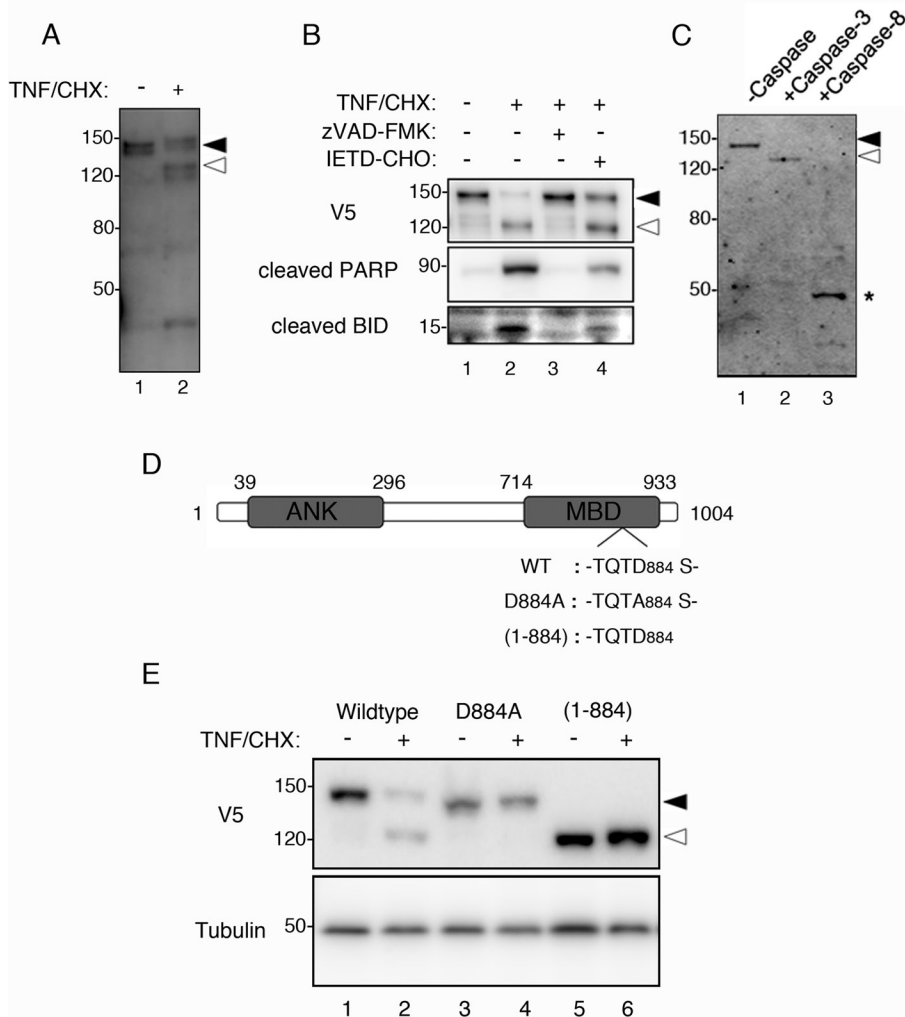 A
TNF/CHX: - +
150
120
80
50
1 2
B
TNF/CHX: - + + +
zVAD-FMK: - - + -
IETD-CHO: - - - +
V5
150
120
cleaved PARP
90
cleaved BID
15
1 2 3 4
C
-Caspase
+Caspase-3
+Caspase-8
150
120
80
50
*
1 2 3
D
39 296 714 933
1 ANK MBD 1004
WT : -TQTD884 S-
D884A : -TQTA884 S-
(1-884) : -TQTD884
E
Wildtype D884A (1-884)
TNF/CHX: - + - + - +
V5
150
120
Tubulin
50
1 2 3 4 5 6